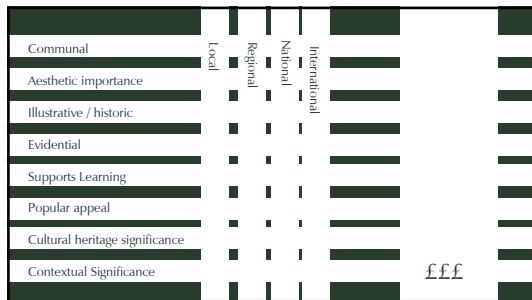 Local
Regional
National
International
Communal
Aesthetic importance
Illustrative / historic
Evidential
Supports Learning
Popular appeal
Cultural heritage significance
Contextual Significance
£££